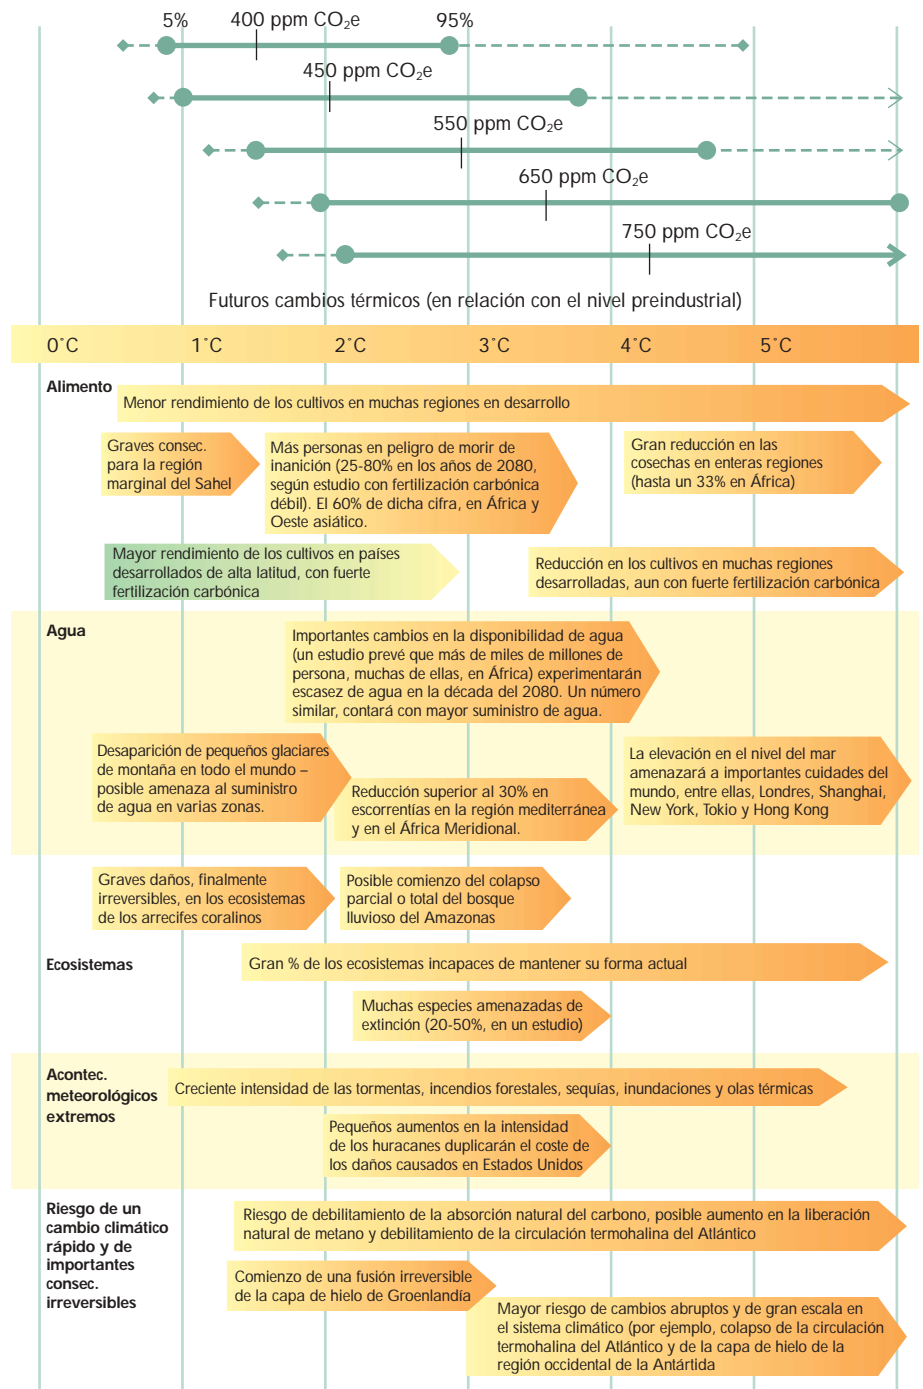 5%
400 ppm CO₂e
95%
450 ppm CO₂e
550 ppm CO₂e
650 ppm CO₂e
750 ppm CO₂e
Futuros cambios térmicos (en relación con el nivel preindustrial)
0˚C 1˚C 2˚C 3˚C 4˚C 5˚C
Alimento
Menor rendimiento de los cultivos en muchas regiones en desarrollo
Graves consec.
para la región
marginal del Sahel
Más personas en peligro de morir de
inanición (25-80% en los años de 2080,
según estudio con fertilización carbónica
débil). El 60% de dicha cifra, en África y
Oeste asiático.
Gran reducción en las
cosechas en enteras regiones
(hasta un 33% en África)
Mayor rendimiento de los cultivos en países
desarrollados de alta latitud, con fuerte
fertilización carbónica
Reducción en los cultivos en muchas regiones
desarrolladas, aun con fuerte fertilización carbónica
Agua
Importantes cambios en la disponibilidad de agua
(un estudio prevé que más de miles de millones de
persona, muchas de ellas, en África) experimentarán
escasez de agua en la década del 2080. Un número
similar, contará con mayor suministro de agua.
Desaparición de pequeños glaciares
de montaña en todo el mundo –
posible amenaza al suministro
de agua en varias zonas.
Reducción superior al 30% en
escorrentías en la región mediterránea
y en el África Meridional.
La elevación en el nivel del mar
amenazará a importantes cuidades del
mundo, entre ellas, Londres, Shanghai,
New York, Tokio y Hong Kong
Graves daños, finalmente
irreversibles, en los ecosistemas
de los arrecifes coralinos
Posible comienzo del colapso
parcial o total del bosque
lluvioso del Amazonas
Ecosistemas
Gran % de los ecosistemas incapaces de mantener su forma actual
Muchas especies amenazadas de
extinción (20-50%, en un estudio)
Acontec.
meteorológicos
extremos
Creciente intensidad de las tormentas, incendios forestales, sequías, inundaciones y olas térmicas
Pequeños aumentos en la intensidad
de los huracanes duplicarán el coste de
los daños causados en Estados Unidos
Riesgo de un
cambio climático
rápido y de
importantes
consec.
irreversibles
Riesgo de debilitamiento de la absorción natural del carbono, posible aumento en la liberación
natural de metano y debilitamiento de la circulación termohalina del Atlántico
Comienzo de una fusión irreversible
de la capa de hielo de Groenlandía
Mayor riesgo de cambios abruptos y de gran escala en
el sistema climático (por ejemplo, colapso de la circulación
termohalina del Atlántico y de la capa de hielo de la
región occidental de la Antártida